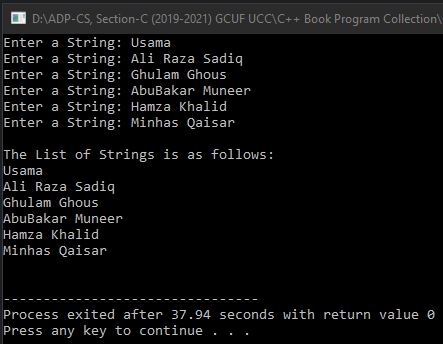 D:\ADP-CS, Section-C (2019-2021) GCUF UCC\C++ Book Program Collection\
Enter a String: Usama
Enter a String: Ali Raza Sadiq
Enter a String: Ghulam Ghous
Enter a String: AbuBakar Muneer
Enter a String: Hamza Khalid
Enter a String: Minhas Qaisar
The List of Strings is as follows:
Usama
Ali Raza Sadiq
Ghulam Ghous
AbuBakar Muneer
Hamza Khalid
Minhas Qaisar
--------------------------------
Process exited after 37.94 seconds with return value 0
Press any key to continue . . .